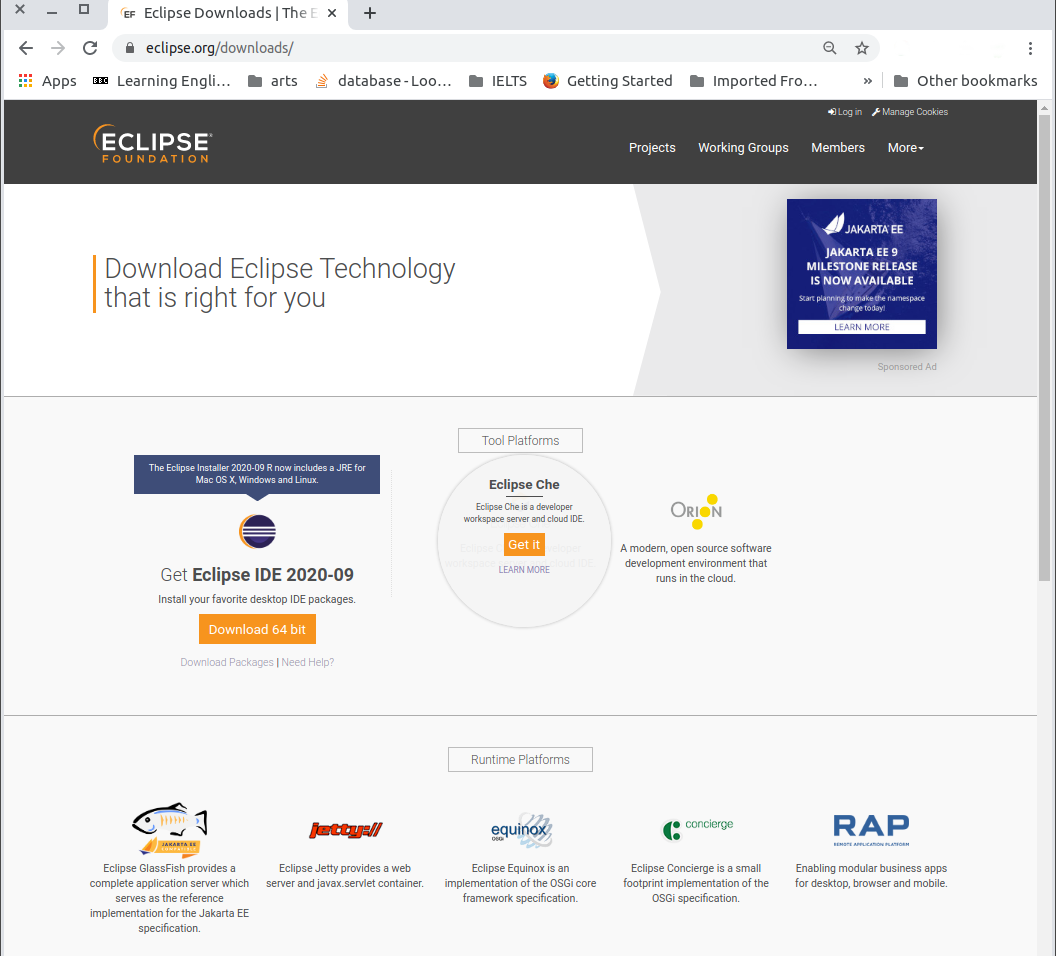 Eclipse Downloads | The E
eclipse.org/downloads/
Apps
BBC
Learning Engli…
arts
database - Loo…
IELTS
Getting Started
Imported Fro…
»
Other bookmarks
Log in
Manage Cookies
ECLIPSE
FOUNDATION
Projects
Working Groups
Members
More
Download Eclipse Technology
that is right for you
JAKARTA EE
JAKARTA EE 9
MILESTONE RELEASE
IS NOW AVAILABLE
Start planning to make the namespace
change today!
LEARN MORE
Sponsored Ad
Tool Platforms
The Eclipse Installer 2020-09 R now includes a JRE for
Mac OS X, Windows and Linux.
Get Eclipse IDE 2020-09
Install your favorite desktop IDE packages.
Download 64 bit
Download Packages | Need Help?
Eclipse Che
Eclipse Che is a developer
workspace server and cloud IDE.
Get it
LEARN MORE
ORION
A modern, open source software
development environment that
runs in the cloud.
Runtime Platforms
JAKARTA EE
COMPATIBLE
Eclipse GlassFish provides a
complete application server which
serves as the reference
implementation for the Jakarta EE
specification.
jetty://
Eclipse Jetty provides a web
server and javax.servlet container.
equinox
OSGi
Eclipse Equinox is an
implementation of the OSGi core
framework specification.
concierge
Eclipse Concierge is a small
footprint implementation of the
OSGi specification.
RAP
REMOTE APPLICATION PLATFORM
Enabling modular business apps
for desktop, browser and mobile.